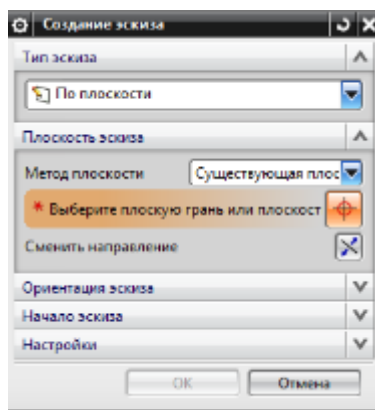 Создание эскиза
Тип эскиза
По плоскости
Плоскость эскиза
Метод плоскости Существующая плос
* Выберите плоскую грань или плоскост
Сменить направление
Ориентация эскиза
Начало эскиза
Настройки
ОК Отмена